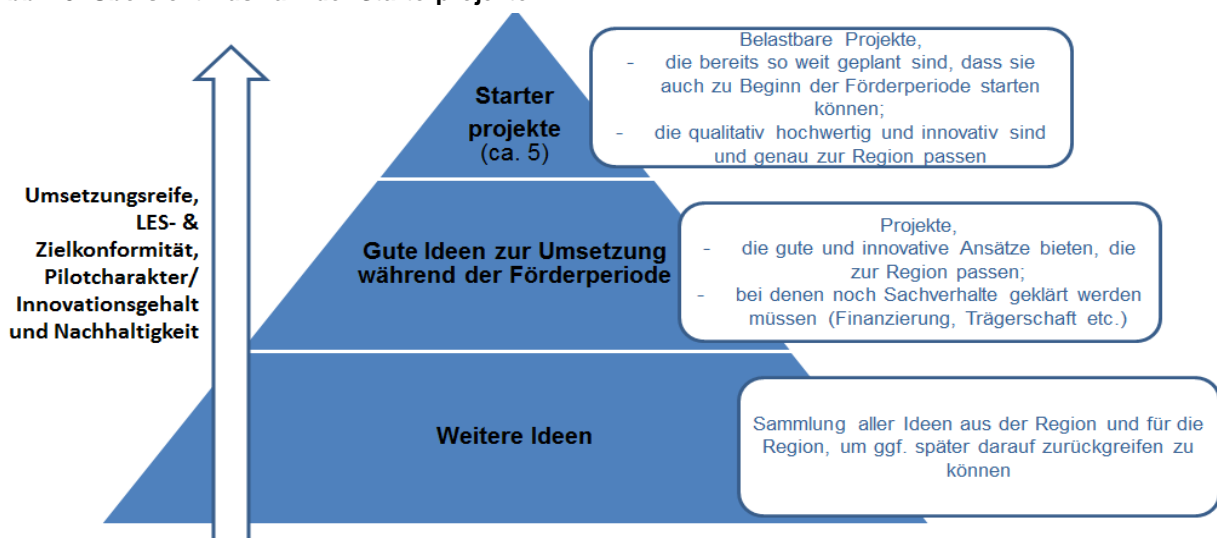 Belastbare Projekte,
- die bereits so weit geplant sind, dass sie
auch zu Beginn der Förderperiode starten
können;
- die qualitativ hochwertig und innovativ sind
und genau zur Region passen
Starter
projekte
(ca. 5)
Umsetzungsreife,
LES- &
Zielkonformität,
Pilotcharakter/
Innovationsgehalt
und Nachhaltigkeit
Gute Ideen zur Umsetzung
während der Förderperiode
Projekte,
- die gute und innovative Ansätze bieten, die
zur Region passen;
- bei denen noch Sachverhalte geklärt werden
müssen (Finanzierung, Trägerschaft etc.)
Weitere Ideen
Sammlung aller Ideen aus der Region und für die
Region, um ggf. später darauf zurückgreifen zu
können